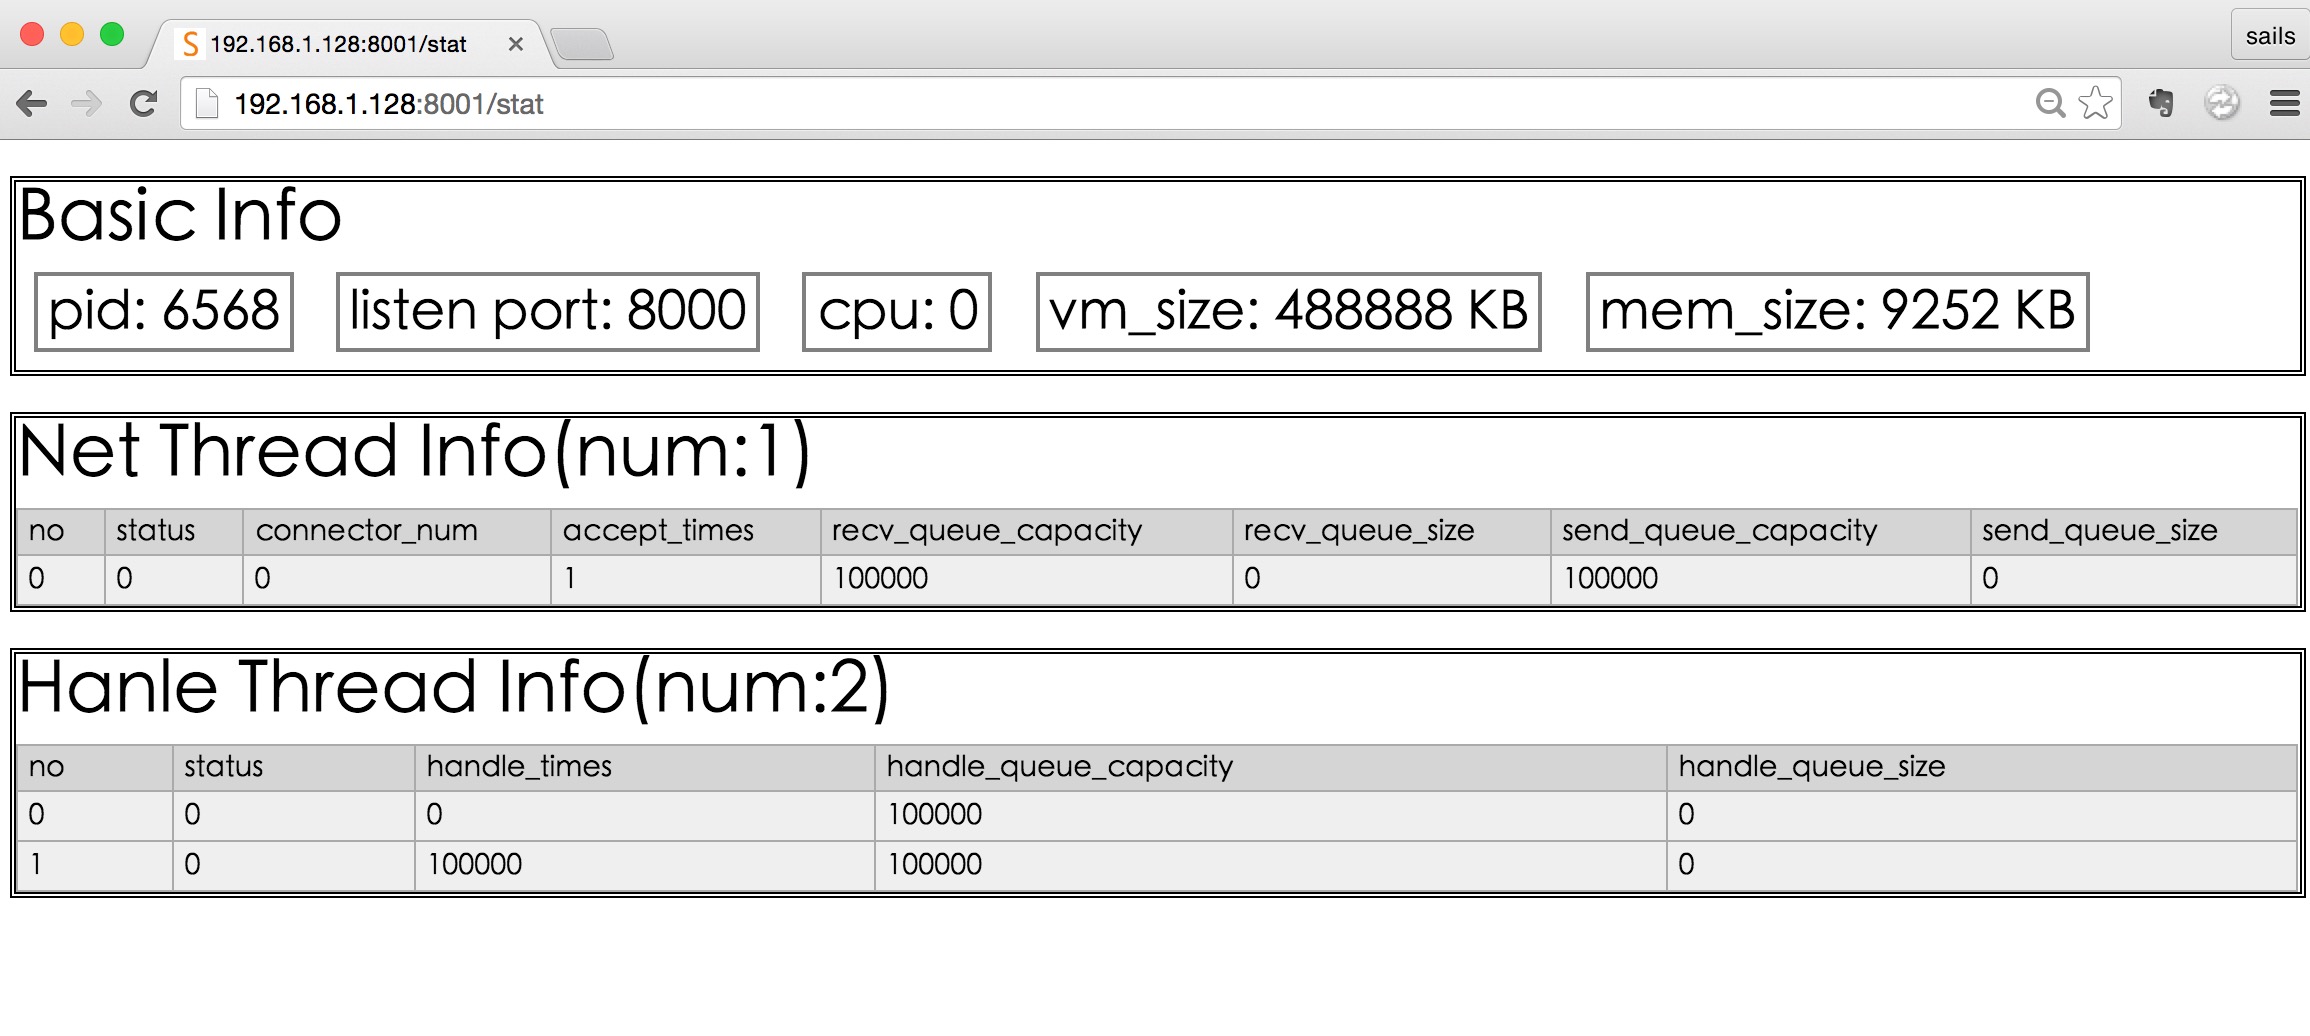 192.168.1.128:8001/stat
sails
192.168.1.128:8001/stat
Basic Info
pid: 6568 listen port: 8000 cpu: 0 vm_size: 488888 KB mem_size: 9252 KB
Net Thread Info(num:1)
no status connector_num accept_times recv_queue_capacity recv_queue_size send_queue_capacity send_queue_size
0 0 0 1 100000 0 100000 0
Hanle Thread Info(num:2)
no status handle_times handle_queue_capacity handle_queue_size
0 0 0 100000 0
1 0 100000 100000 0